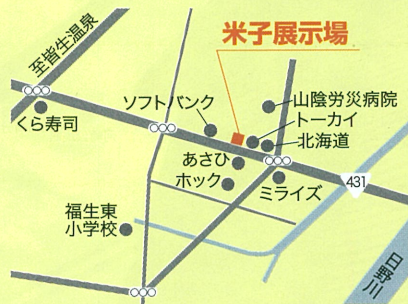 米子展示場
至皆生温泉
山陰労災病院
ソフトバンク
トーカイ
くら寿司
北海道
あさひ
ホック
ミライズ
431
福生東
小学校
日野川